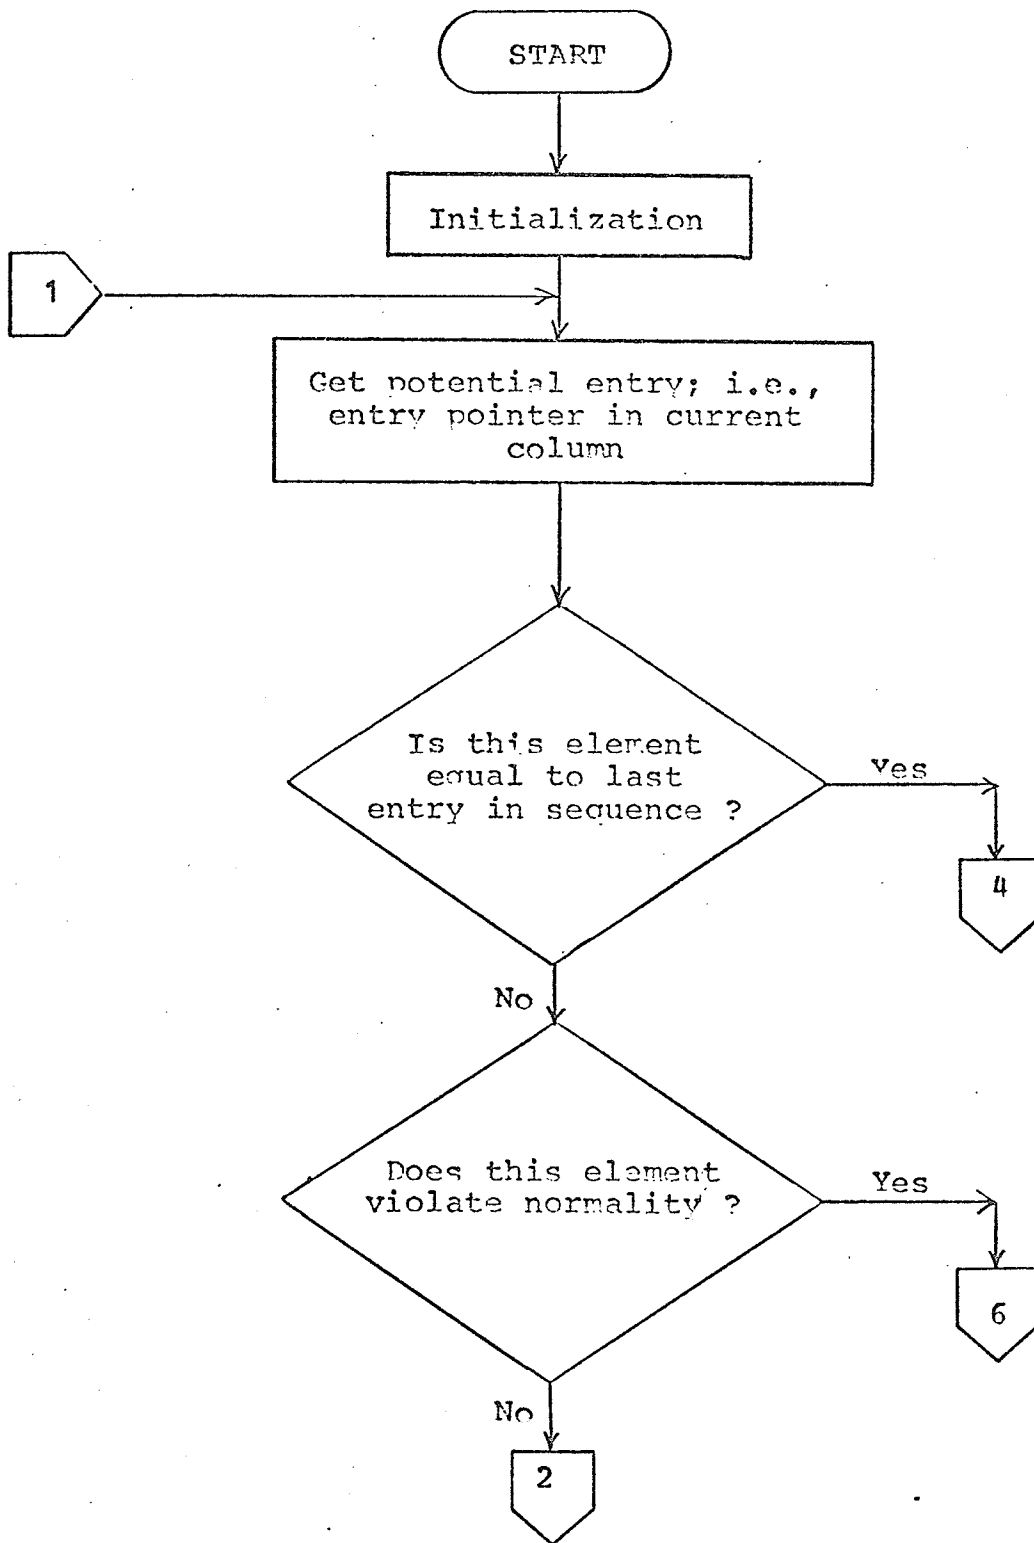 START
Initialization
1
Get potential entry; i.e.,
entry pointer in current
column
Is this element
equal to last
entry in sequence ?
yes
4
No
Does this element
violate normality ?
Yes
6
No
2